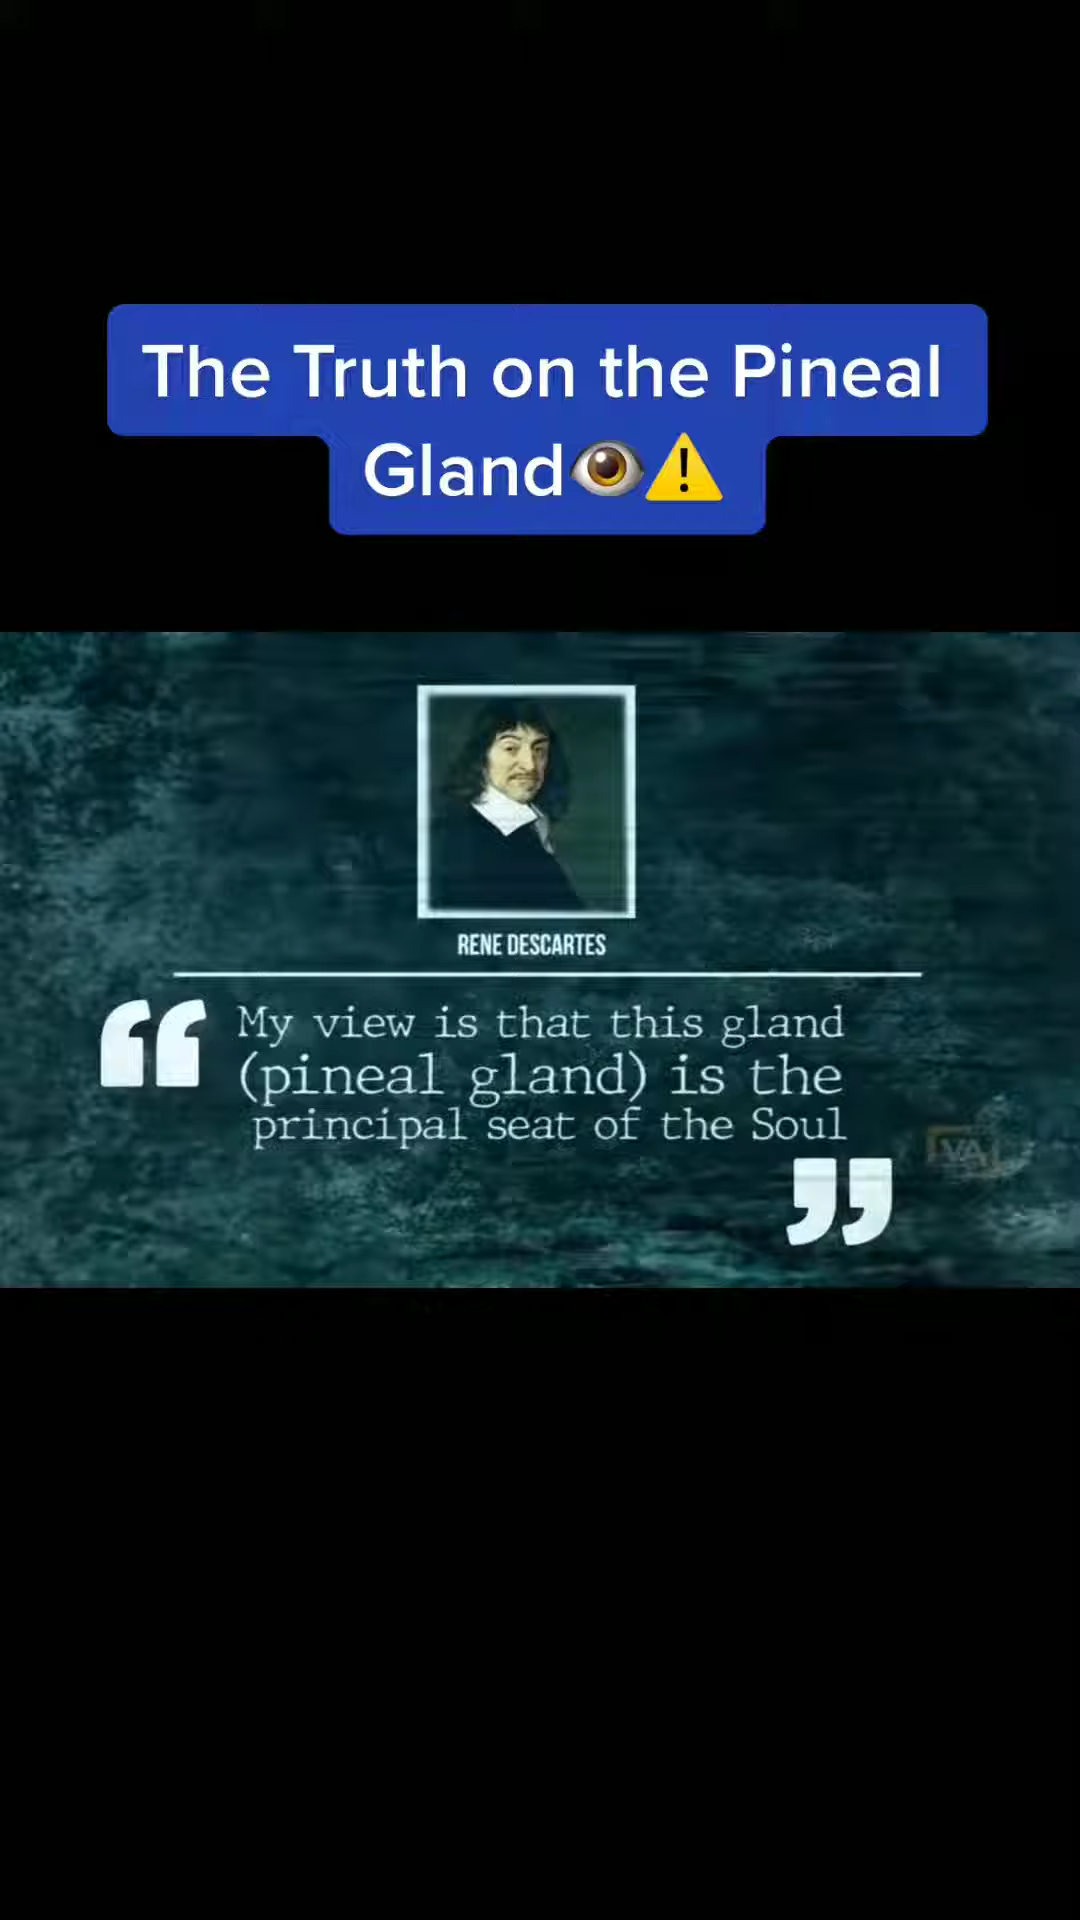 The Truth on the Pineal
Gland👁⚠
RENE DESCARTES
“ My view is that this gland
(pineal gland) is the
principal seat of the Soul
VA
”